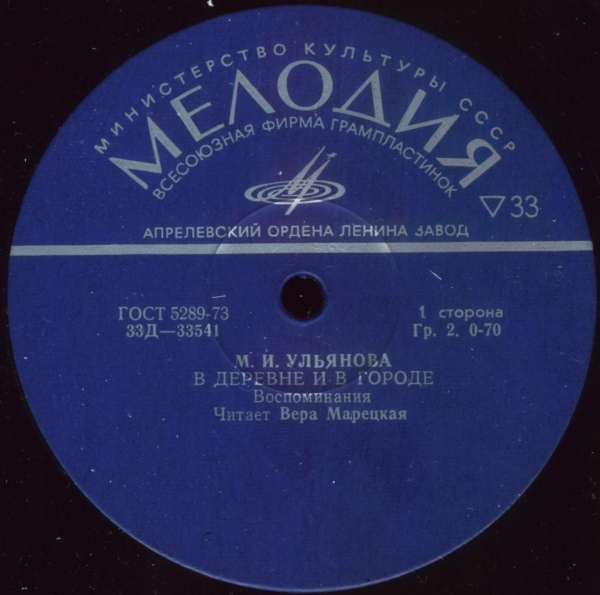 МИНИСТЕРСТВО КУЛЬТУРЫ СССР
МЕЛОДИЯ
ВСЕСОЮЗНАЯ ФИРМА ГРАМПЛАСТИНОК
33
АПРЕЛЕВСКИЙ ОРДЕНА ЛЕНИНА ЗАВОД
ГОСТ 5289-73
33Д—33541
1 сторона
Гр. 2. 0-70
М. И. УЛЬЯНОВА
В ДЕРЕВНЕ И В ГОРОДЕ
Воспоминания
Читает Вера Марецкая